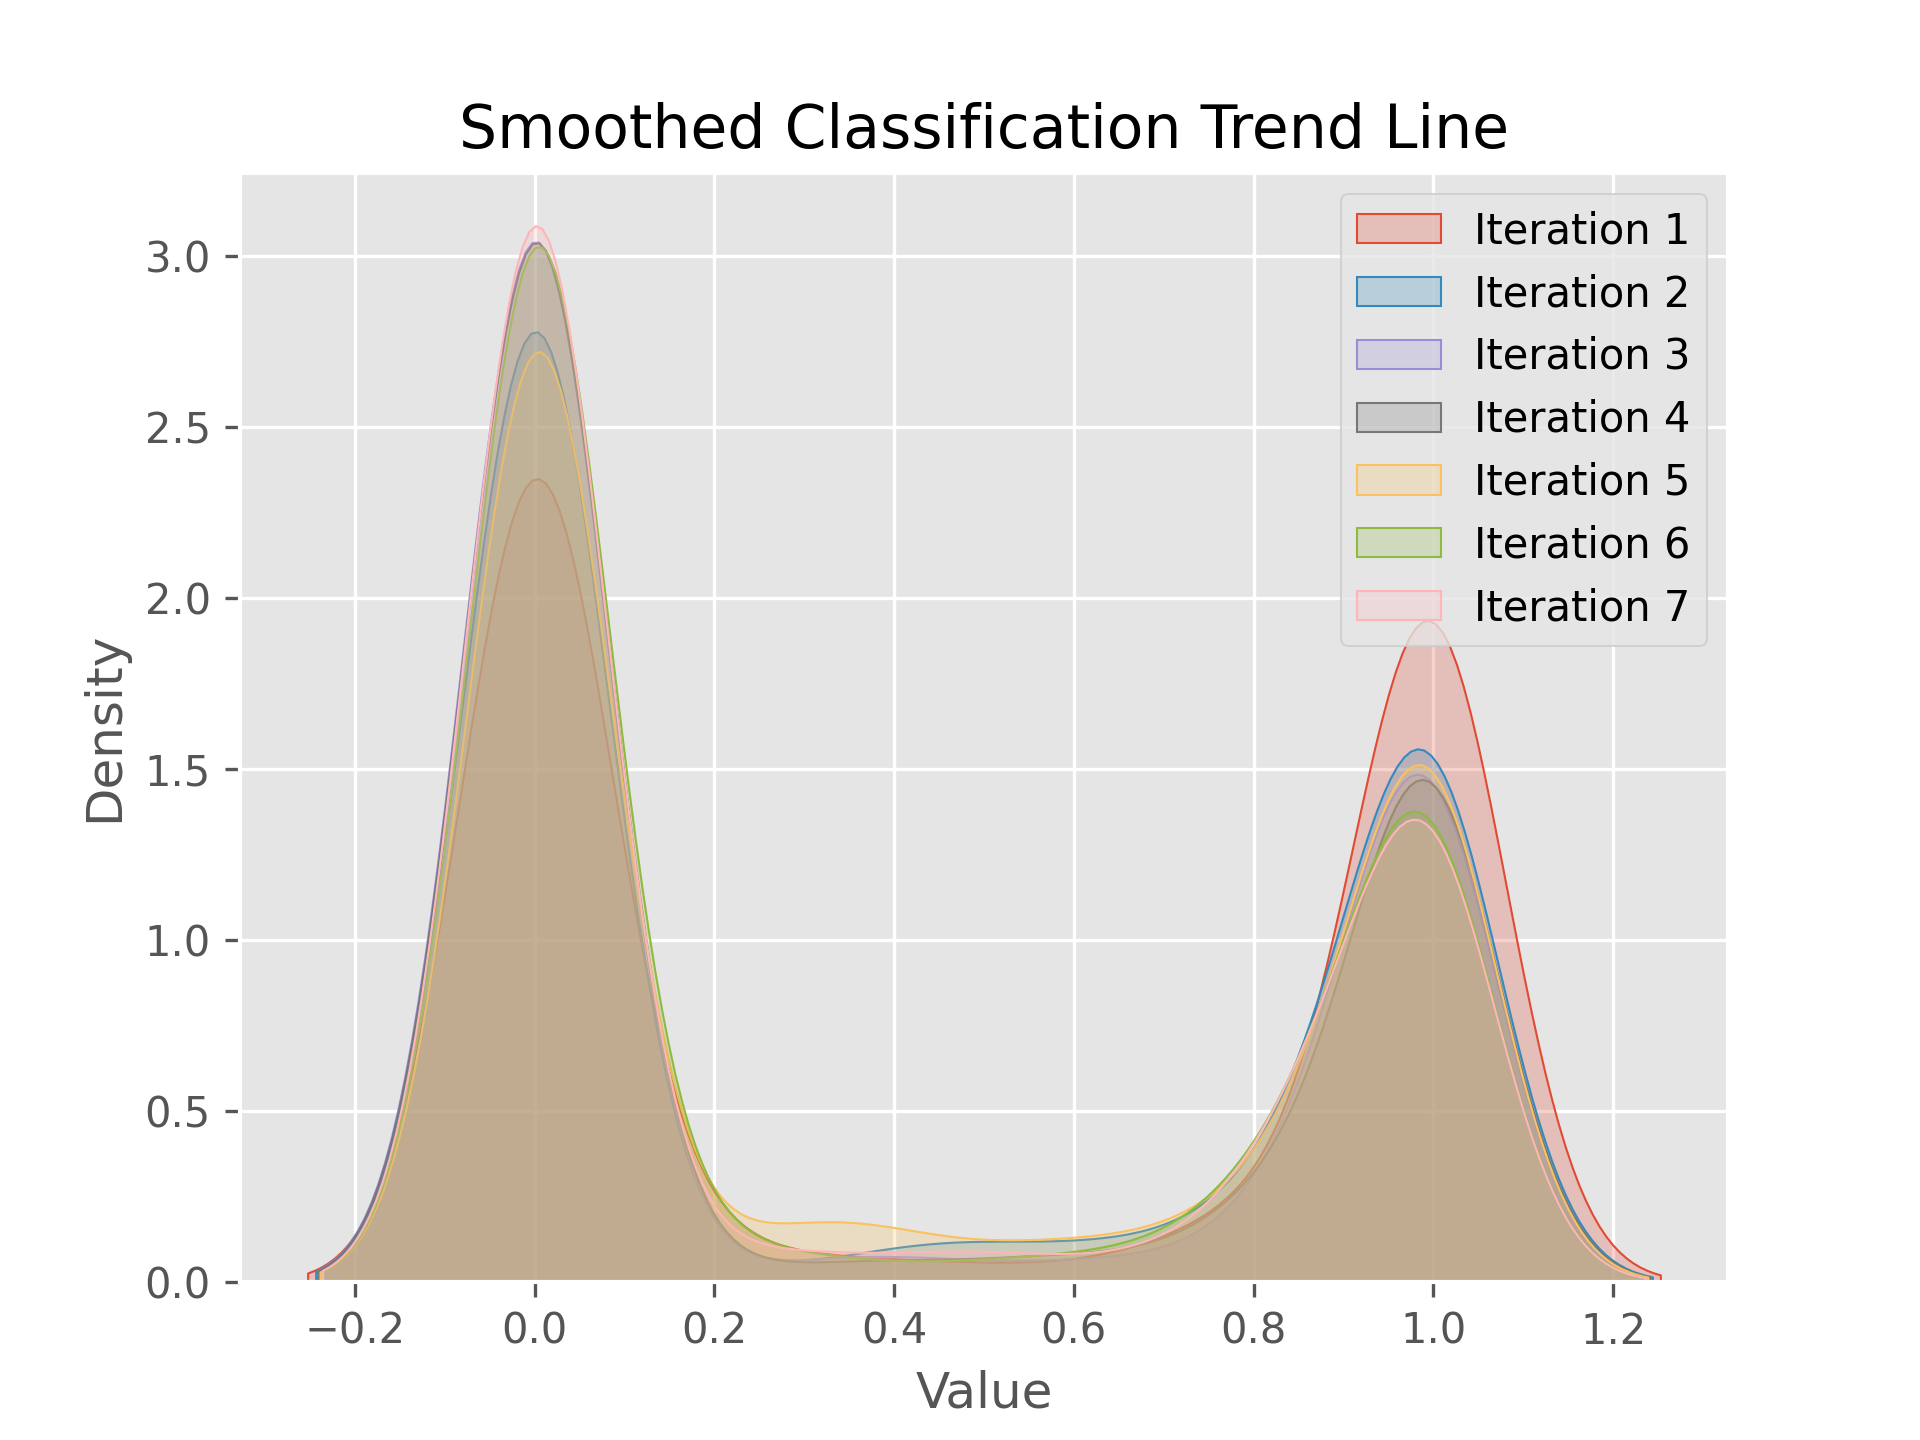 Smoothed Classification Trend Line
Iteration 1
Iteration 2
Iteration 3
Iteration 4
Iteration 5
Iteration 6
Iteration 7
Density
3.0
2.5
2.0
1.5
1.0
0.5
0.0
−0.2 0.0 0.2 0.4 0.6 0.8 1.0 1.2
Value